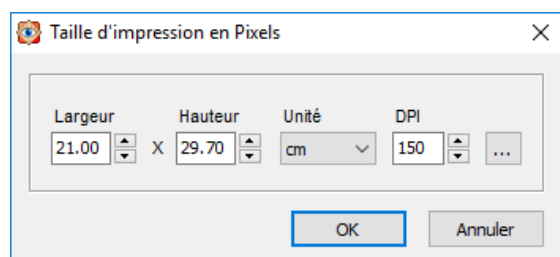 Taille d'impression en Pixels
Largeur Hauteur Unité DPI
21.00 X 29.70 cm 150 ...
OK Annuler